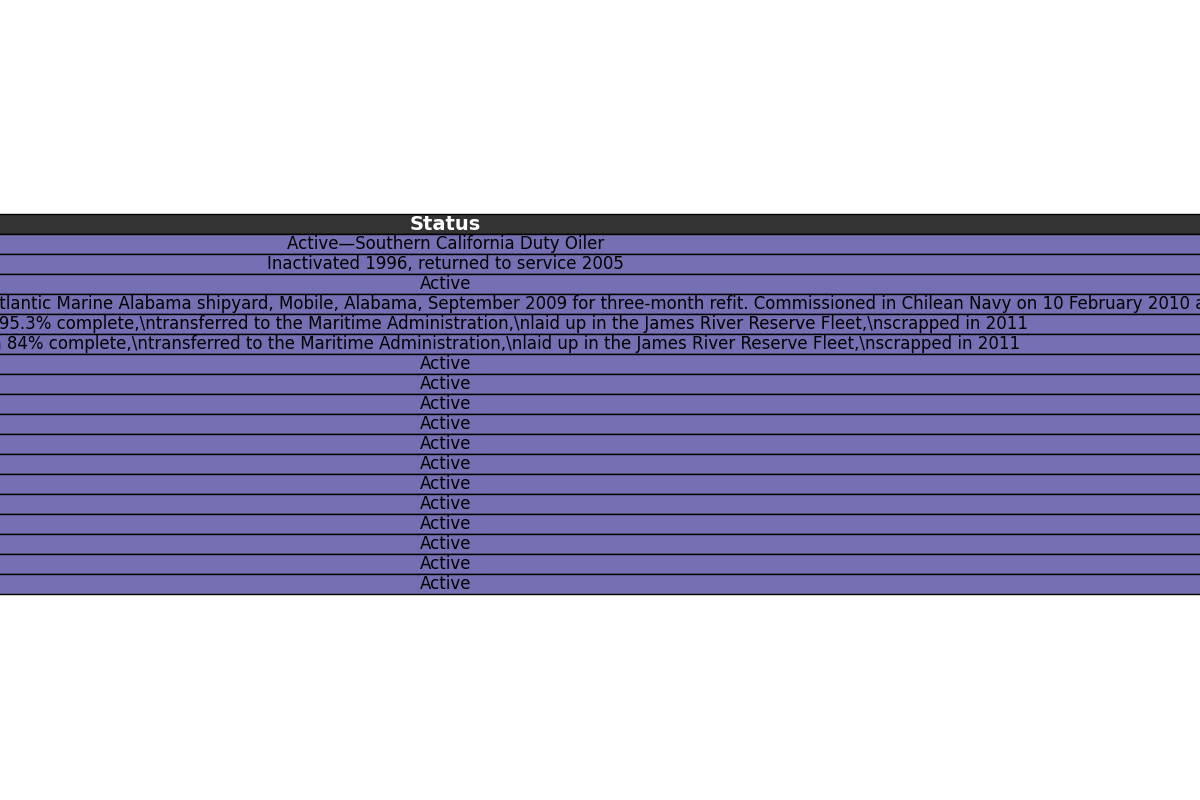 Status
Active—Southern California Duty Oiler
Inactivated 1996, returned to service 2005
Active
Marine Alabama shipyard, Mobile, Alabama, September 2009 for three-month refit. Commissioned in Chilean Navy on 10 February 2010
95.3% complete,\ntransferred to the Maritime Administration,\nlaid up in the James River Reserve Fleet,\nscrapped in 2011
84% complete,\ntransferred to the Maritime Administration,\nlaid up in the James River Reserve Fleet,\nscrapped in 2011
Active
Active
Active
Active
Active
Active
Active
Active
Active
Active
Active
Active